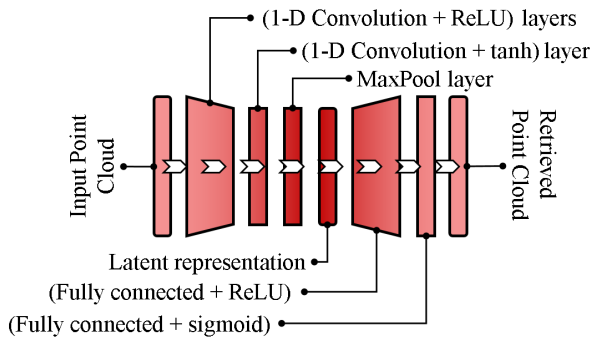 (1-D Convolution + ReLU) layers
(1-D Convolution + tanh) layer
MaxPool layer
Input Point
Cloud
Retrieved
Point Cloud
Latent representation
(Fully connected + ReLU)
(Fully connected + sigmoid)